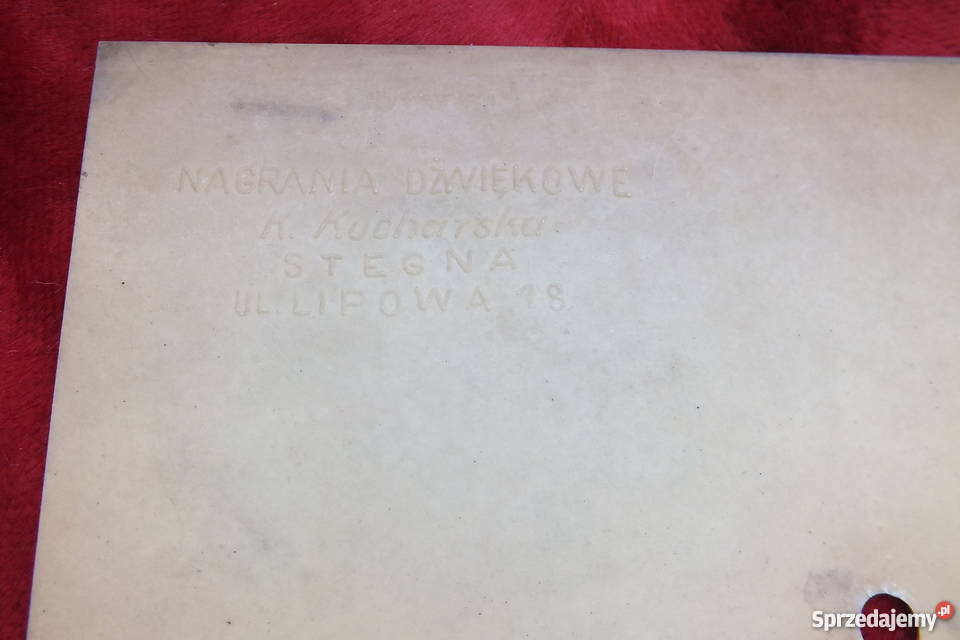 NAGRANIA DŹWIĘKOWE
K. Kucharska
STEGNA
UL. LIPOWA 18.
Sprzedajemy.pl